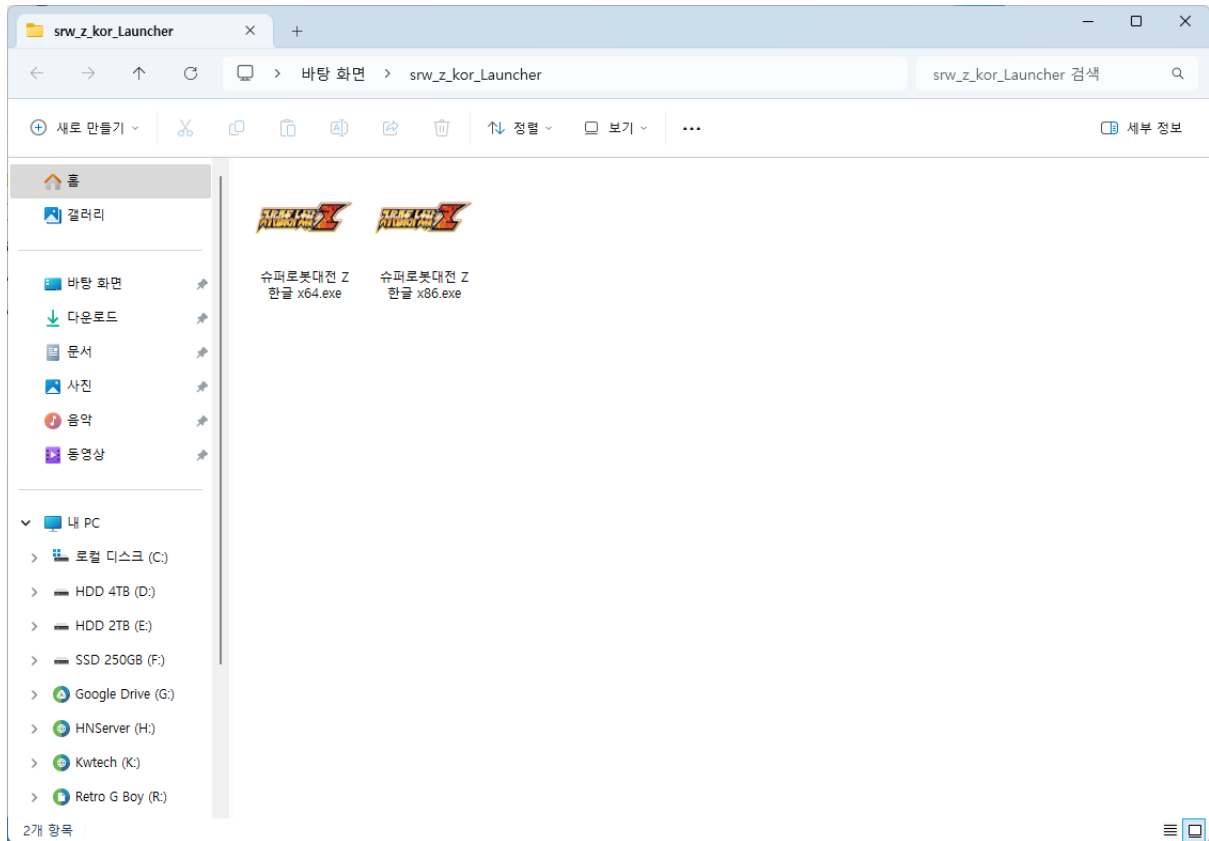 srw_z_kor_Launcher
바탕 화면 > srw_z_kor_Launcher
srw_z_kor_Launcher 검색
새로 만들기
정렬
보기
세부 정보
홈
갤러리
바탕 화면
다운로드
문서
사진
음악
동영상
내 PC
로컬 디스크 (C:)
HDD 4TB (D:)
HDD 2TB (E:)
SSD 250GB (F:)
Google Drive (G:)
HNServer (H:)
Kwtech (K:)
Retro G Boy (R:)
슈퍼로봇대전 Z
한글 x64.exe
슈퍼로봇대전 Z
한글 x86.exe
2개 항목